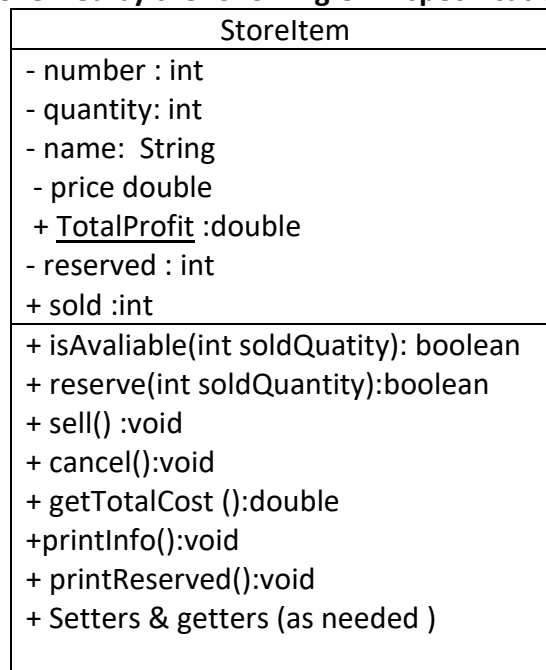 StoreItem
- number : int
- quantity: int
- name: String
- price double
+ TotalProfit :double
- reserved : int
+ sold :int
+ isAvaliable(int soldQuatity): boolean
+ reserve(int soldQuantity):boolean
+ sell() :void
+ cancel():void
+ getTotalCost ():double
+printInfo():void
+ printReserved():void
+ Setters & getters (as needed )